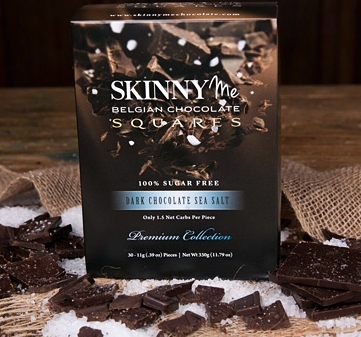 www.skinnymechocolate.com
SKINNY Me
BELGIAN CHOCOLATE
SQUARES
100% SUGAR FREE
DARK CHOCOLATE SEA SALT
Only 1.5 Net Carbs Per Piece
Premium Collection
30 - 11g (.39 oz) Pieces | Net Wt 330g (11.79 oz)